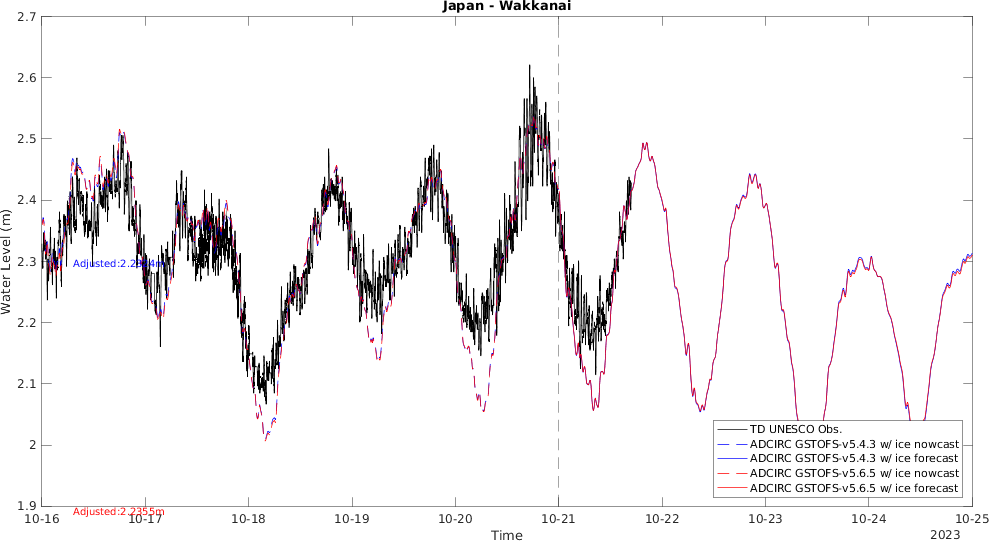 Japan - Wakkanai
2.7
2.6
2.5
2.4
2.3
2.2
2.1
2
1.9
Water Level (m)
Adjusted:2.2
Adjusted:2.2355m
TD UNESCO Obs.
ADCIRC GSTOFS-v5.4.3 w/ ice nowcast
ADCIRC GSTOFS-v5.4.3 w/ ice forecast
ADCIRC GSTOFS-v5.6.5 w/ ice nowcast
ADCIRC GSTOFS-v5.6.5 w/ ice forecast
10-16 10-17 10-18 10-19 10-20 10-21 10-22 10-23 10-24 10-25
Time
2023